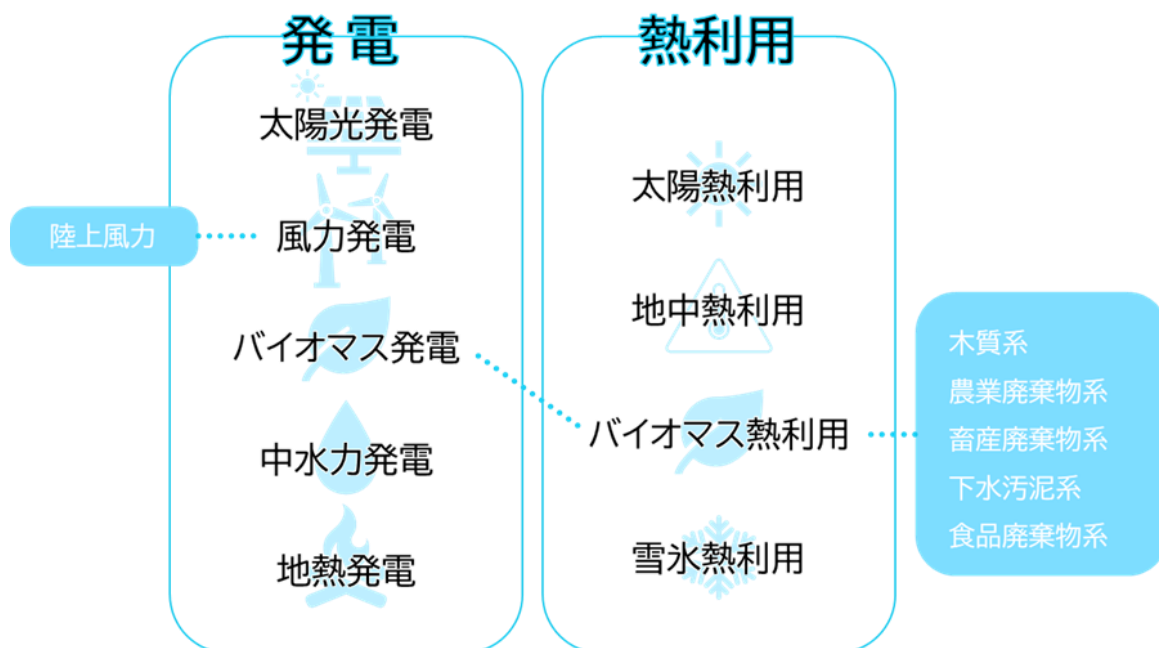 発電
太陽光発電
陸上風力
風力発電
バイオマス発電
中水力発電
地熱発電
熱利用
太陽熱利用
地中熱利用
バイオマス熱利用
雪氷熱利用
木質系
農業廃棄物系
畜産廃棄物系
下水汚泥系
食品廃棄物系